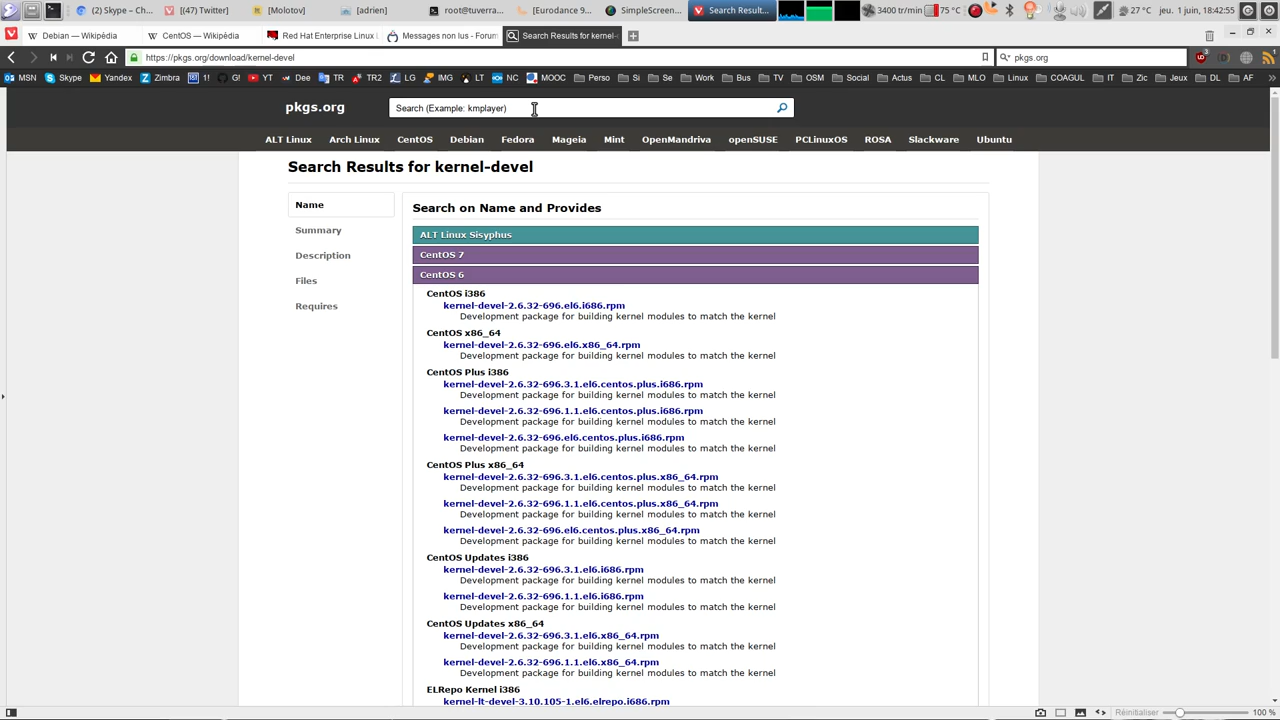 (2) Skype – Ch...
[(47) Twitter]
[Molotov]
[adrien]
root@tuverra...
[Eurodance 9...
SimpleScreen...
Search Result...
3400 tr/min
75 °C
27 °C
jeu. 1 juin, 18:42:55
Debian — Wikipédia
CentOS — Wikipédia
Red Hat Enterprise Linux
Messages non lus - Forum
Search Results for kernel-
https://pkgs.org/download/kernel-devel
pkgs.org
MSN
Skype
Yandex
Zimbra
G!
YT
Dee
TR
TR2
LG
IMG
LT
NC
MOOC
Perso
Si
Se
Work
Bus
TV
OSM
Social
Actus
CL
MLO
Linux
COAGUL
IT
Zic
Jeux
DL
AF
»
pkgs.org
Search (Example: kmplayer)
ALT Linux
Arch Linux
CentOS
Debian
Fedora
Mageia
Mint
OpenMandriva
openSUSE
PCLinuxOS
ROSA
Slackware
Ubuntu
Search Results for kernel-devel
Name
Summary
Description
Files
Requires
Search on Name and Provides
ALT Linux Sisyphus
CentOS 7
CentOS 6
CentOS i386
kernel-devel-2.6.32-696.el6.i686.rpm
Development package for building kernel modules to match the kernel
CentOS x86_64
kernel-devel-2.6.32-696.el6.x86_64.rpm
Development package for building kernel modules to match the kernel
CentOS Plus i386
kernel-devel-2.6.32-696.3.1.el6.centos.plus.i686.rpm
Development package for building kernel modules to match the kernel
kernel-devel-2.6.32-696.1.1.el6.centos.plus.i686.rpm
Development package for building kernel modules to match the kernel
kernel-devel-2.6.32-696.el6.centos.plus.i686.rpm
Development package for building kernel modules to match the kernel
CentOS Plus x86_64
kernel-devel-2.6.32-696.3.1.el6.centos.plus.x86_64.rpm
Development package for building kernel modules to match the kernel
kernel-devel-2.6.32-696.1.1.el6.centos.plus.x86_64.rpm
Development package for building kernel modules to match the kernel
kernel-devel-2.6.32-696.el6.centos.plus.x86_64.rpm
Development package for building kernel modules to match the kernel
CentOS Updates i386
kernel-devel-2.6.32-696.3.1.el6.i686.rpm
Development package for building kernel modules to match the kernel
kernel-devel-2.6.32-696.1.1.el6.i686.rpm
Development package for building kernel modules to match the kernel
CentOS Updates x86_64
kernel-devel-2.6.32-696.3.1.el6.x86_64.rpm
Development package for building kernel modules to match the kernel
kernel-devel-2.6.32-696.1.1.el6.x86_64.rpm
Development package for building kernel modules to match the kernel
ELRepo Kernel i386
kernel-lt-devel-3.10.105-1.el6.elrepo.i686.rpm
Réinitialiser
100 %